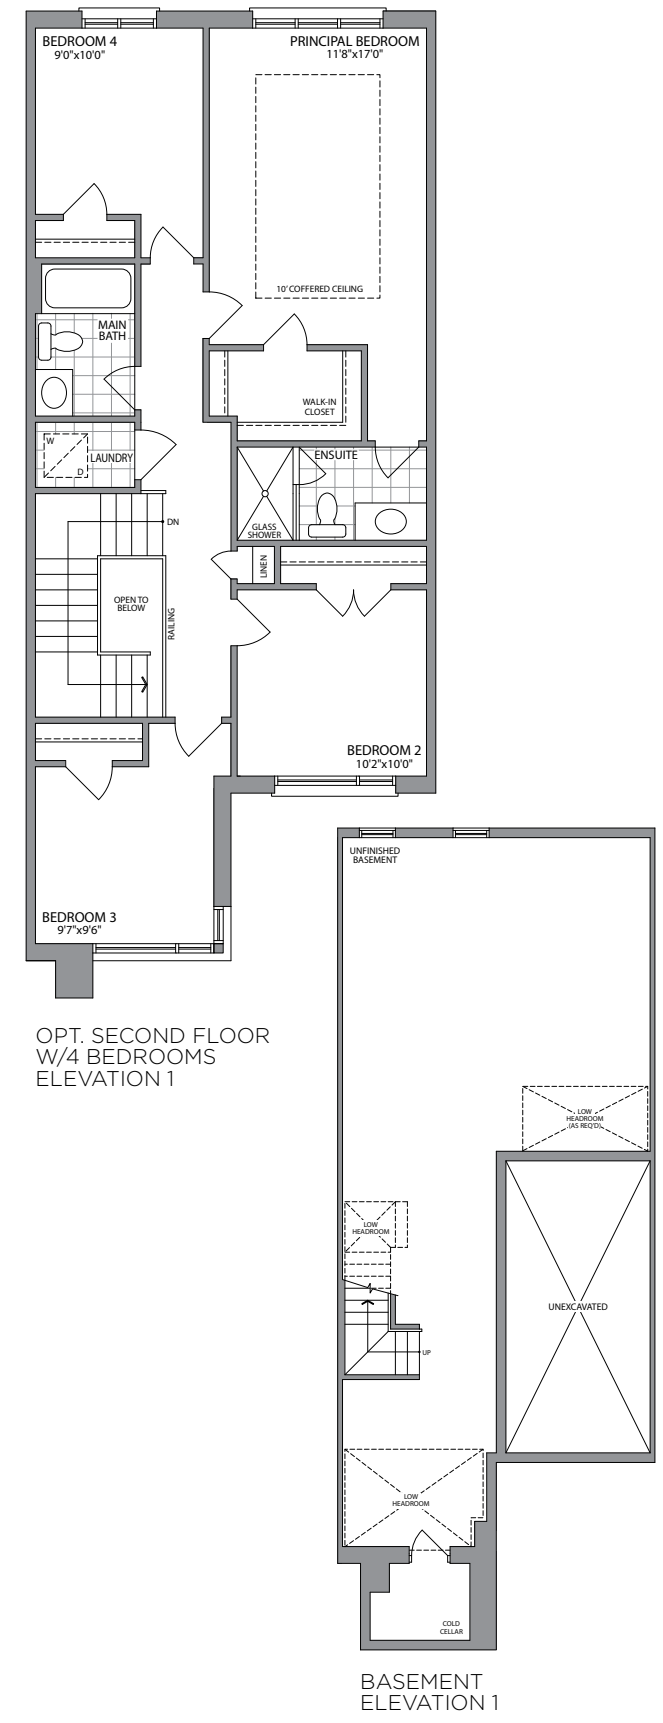 BEDROOM 4
9'0"x10'0"
PRINCIPAL BEDROOM
11'8"x17'0"
10' COFFERED CEILING
MAIN
BATH
WALK-IN
CLOSET
W
D
LAUNDRY
ENSUITE
GLASS
SHOWER
DN
LINEN
OPEN TO
BELOW
RAILING
BEDROOM 2
10'2"x10'0"
BEDROOM 3
9'7"x9'6"
OPT. SECOND FLOOR
W/4 BEDROOMS
ELEVATION 1
UNFINISHED
BASEMENT
LOW
HEADROOM
(AS REQ'D)
LOW
HEADROOM
UNEXCAVATED
UP
LOW
HEADROOM
COLD
CELLAR
BASEMENT
ELEVATION 1